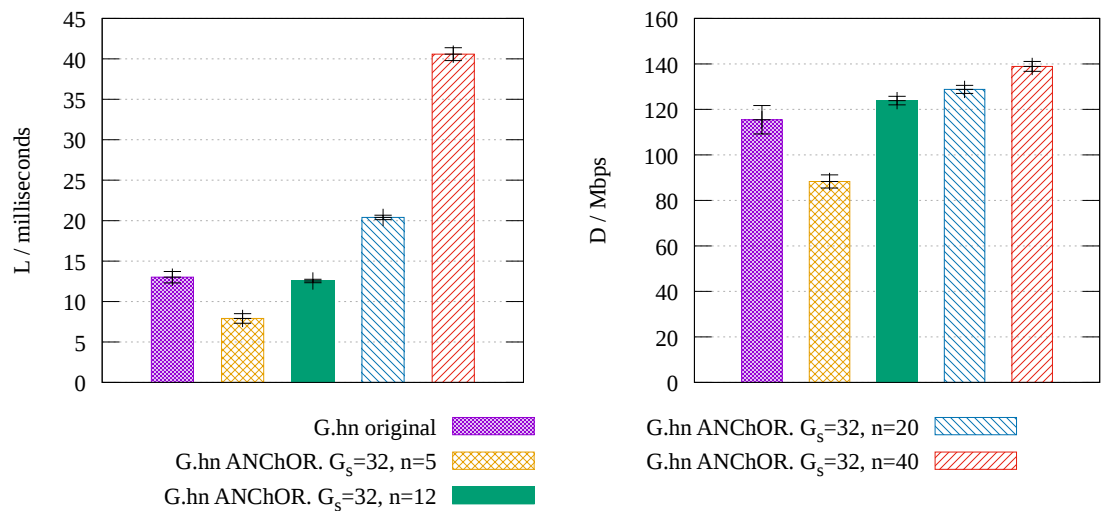 45
40
35
30
25
20
15
10
5
0
L / milliseconds
160
140
120
100
80
60
40
20
0
D / Mbps
G.hn original
G.hn ANChOR. Gs=32, n=5
G.hn ANChOR. Gs=32, n=12
G.hn ANChOR. Gs=32, n=20
G.hn ANChOR. Gs=32, n=40